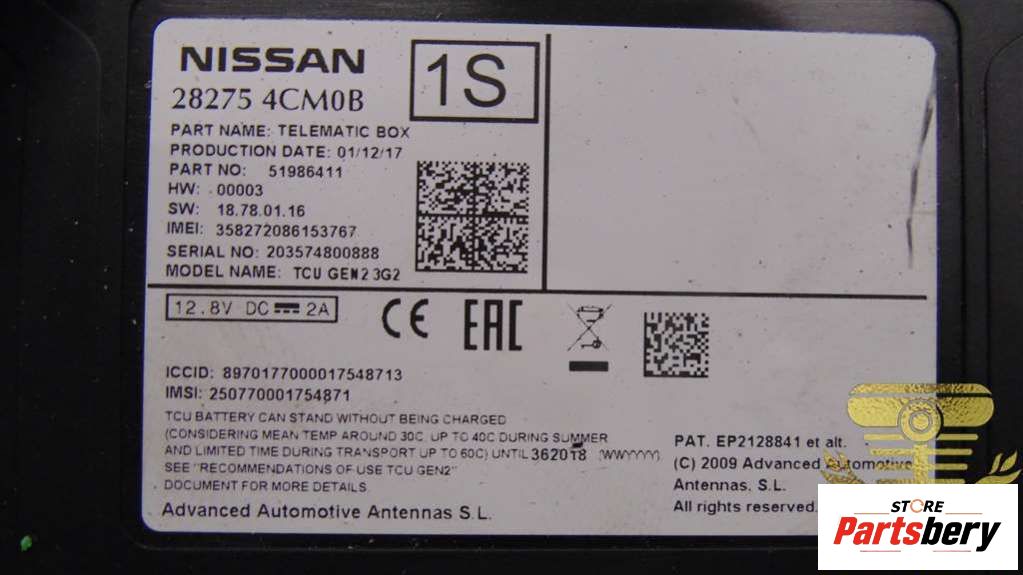 NISSAN
28275 4CM0B
1S
PART NAME: TELEMATIC BOX
PRODUCTION DATE: 01/12/17
PART NO: 51986411
HW: 00003
SW: 18.78.01.16
IMEI: 358272086153767
SERIAL NO: 203574800888
MODEL NAME: TCU GEN2 3G2
12.8V DC 2A
CE EAC
ICCID: 8970177000017548713
IMSI: 250770001754871
TCU BATTERY CAN STAND WITHOUT BEING CHARGED
(CONSIDERING MEAN TEMP AROUND 30C, UP TO 40C DURING SUMMER
AND LIMITED TIME DURING TRANSPORT UP TO 60C) UNTIL 362018 (WWYYYY).
SEE "RECOMMENDATIONS OF USE TCU GEN2"
DOCUMENT FOR MORE DETAILS.
Advanced Automotive Antennas S.L.
PAT. EP2128841 et alt.
(C) 2009 Advanced Automotive
Antennas, S.L.
All rights reserved.
STORE
Partsbery